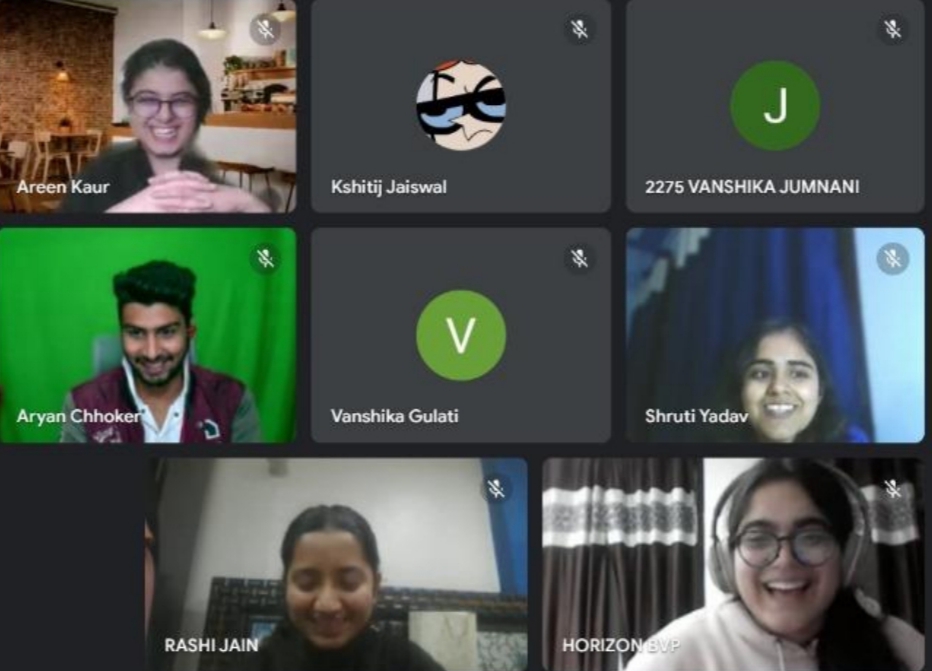 Areen Kaur
Kshitij Jaiswal
J
2275 VANSHIKA JUMNANI
Aryan Chhoker
V
Vanshika Gulati
Shruti Yadav
RASHI JAIN
HORIZON BVP